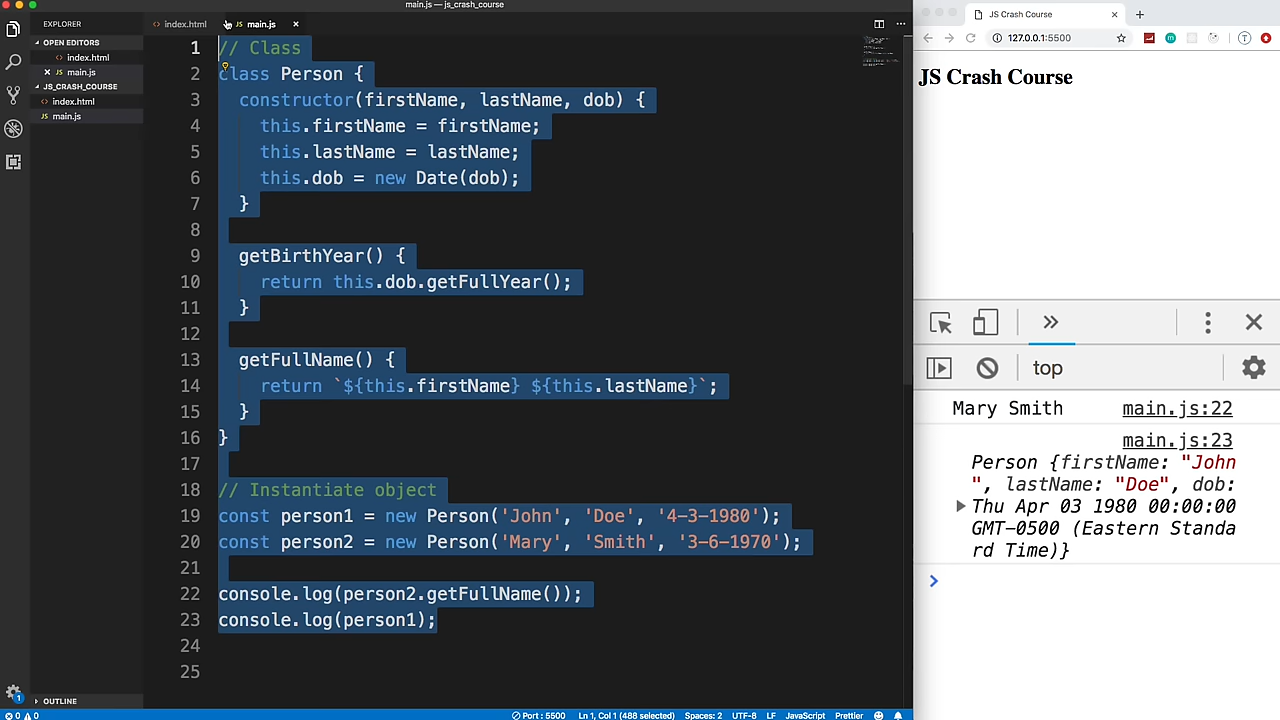 main.js — js_crash_course
EXPLORER
OPEN EDITORS
index.html
main.js
JS_CRASH_COURSE
index.html
JS main.js
OUTLINE
index.html
main.js
1 // Class
2 class Person {
3 constructor(firstName, lastName, dob) {
4 this.firstName = firstName;
5 this.lastName = lastName;
6 this.dob = new Date(dob);
7 }
8
9 getBirthYear() {
10 return this.dob.getFullYear();
11 }
12
13 getFullName() {
14 return `${this.firstName} ${this.lastName}`;
15 }
16 }
17
18 // Instantiate object
19 const person1 = new Person('John', 'Doe', '4-3-1980');
20 const person2 = new Person('Mary', 'Smith', '3-6-1970');
21
22 console.log(person2.getFullName());
23 console.log(person1);
24
25
0 0 Port : 5500 Ln 1, Col 1 (488 selected) Spaces: 2 UTF-8 LF JavaScript Prettier
JS Crash Course
127.0.0.1:5500
JS Crash Course
top
Mary Smith main.js:22
main.js:23
Person {firstName: "John
", lastName: "Doe", dob:
Thu Apr 03 1980 00:00:00
GMT-0500 (Eastern Standa
rd Time)}